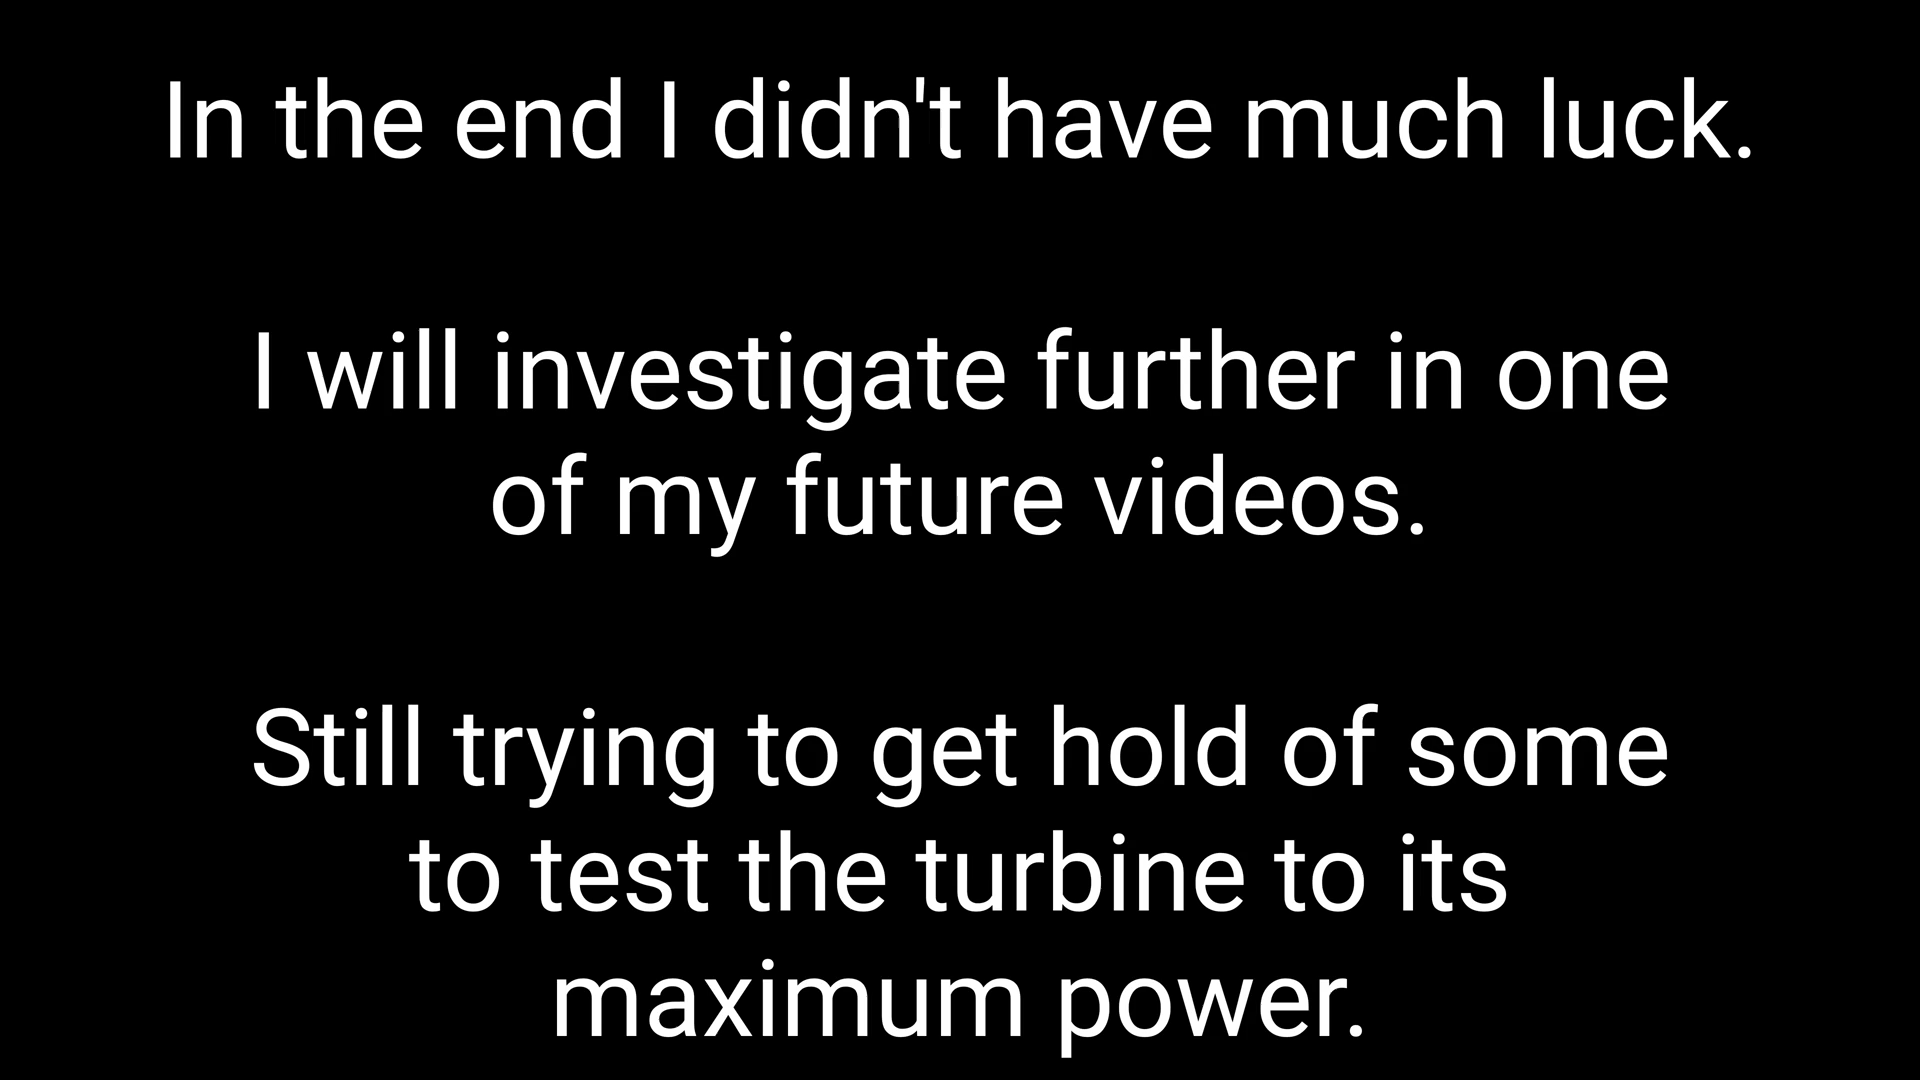 In the end I didn't have much luck.
I will investigate further in one
of my future videos.
Still trying to get hold of some
to test the turbine to its
maximum power.